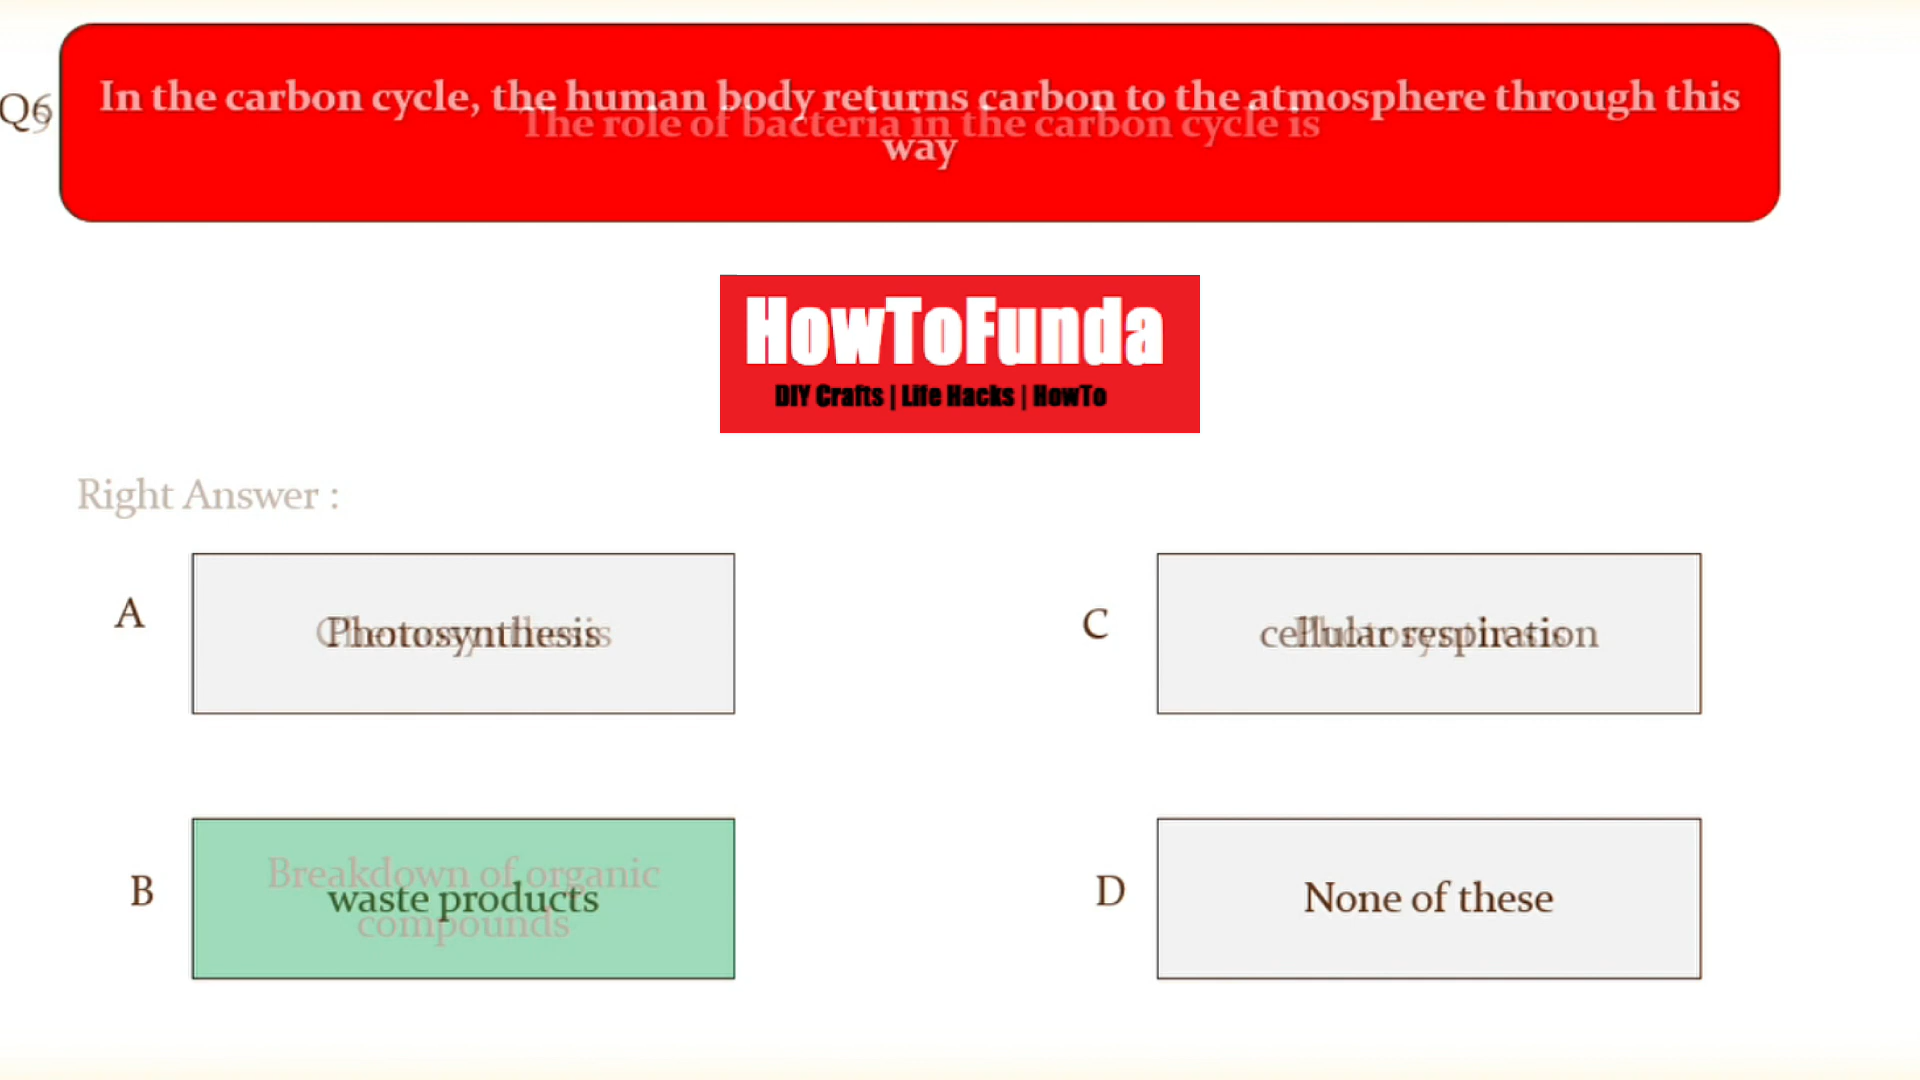 Q6
In the carbon cycle, the human body returns carbon to the atmosphere through this
The role of bacteria in the carbon cycle is
way
HowToFunda
DIY Crafts | Life Hacks | HowTo
Right Answer :
A
Photosynthesis
C
cellular respiration
Photosynthesis
B
Breakdown of organic
waste products
compounds
D
None of these